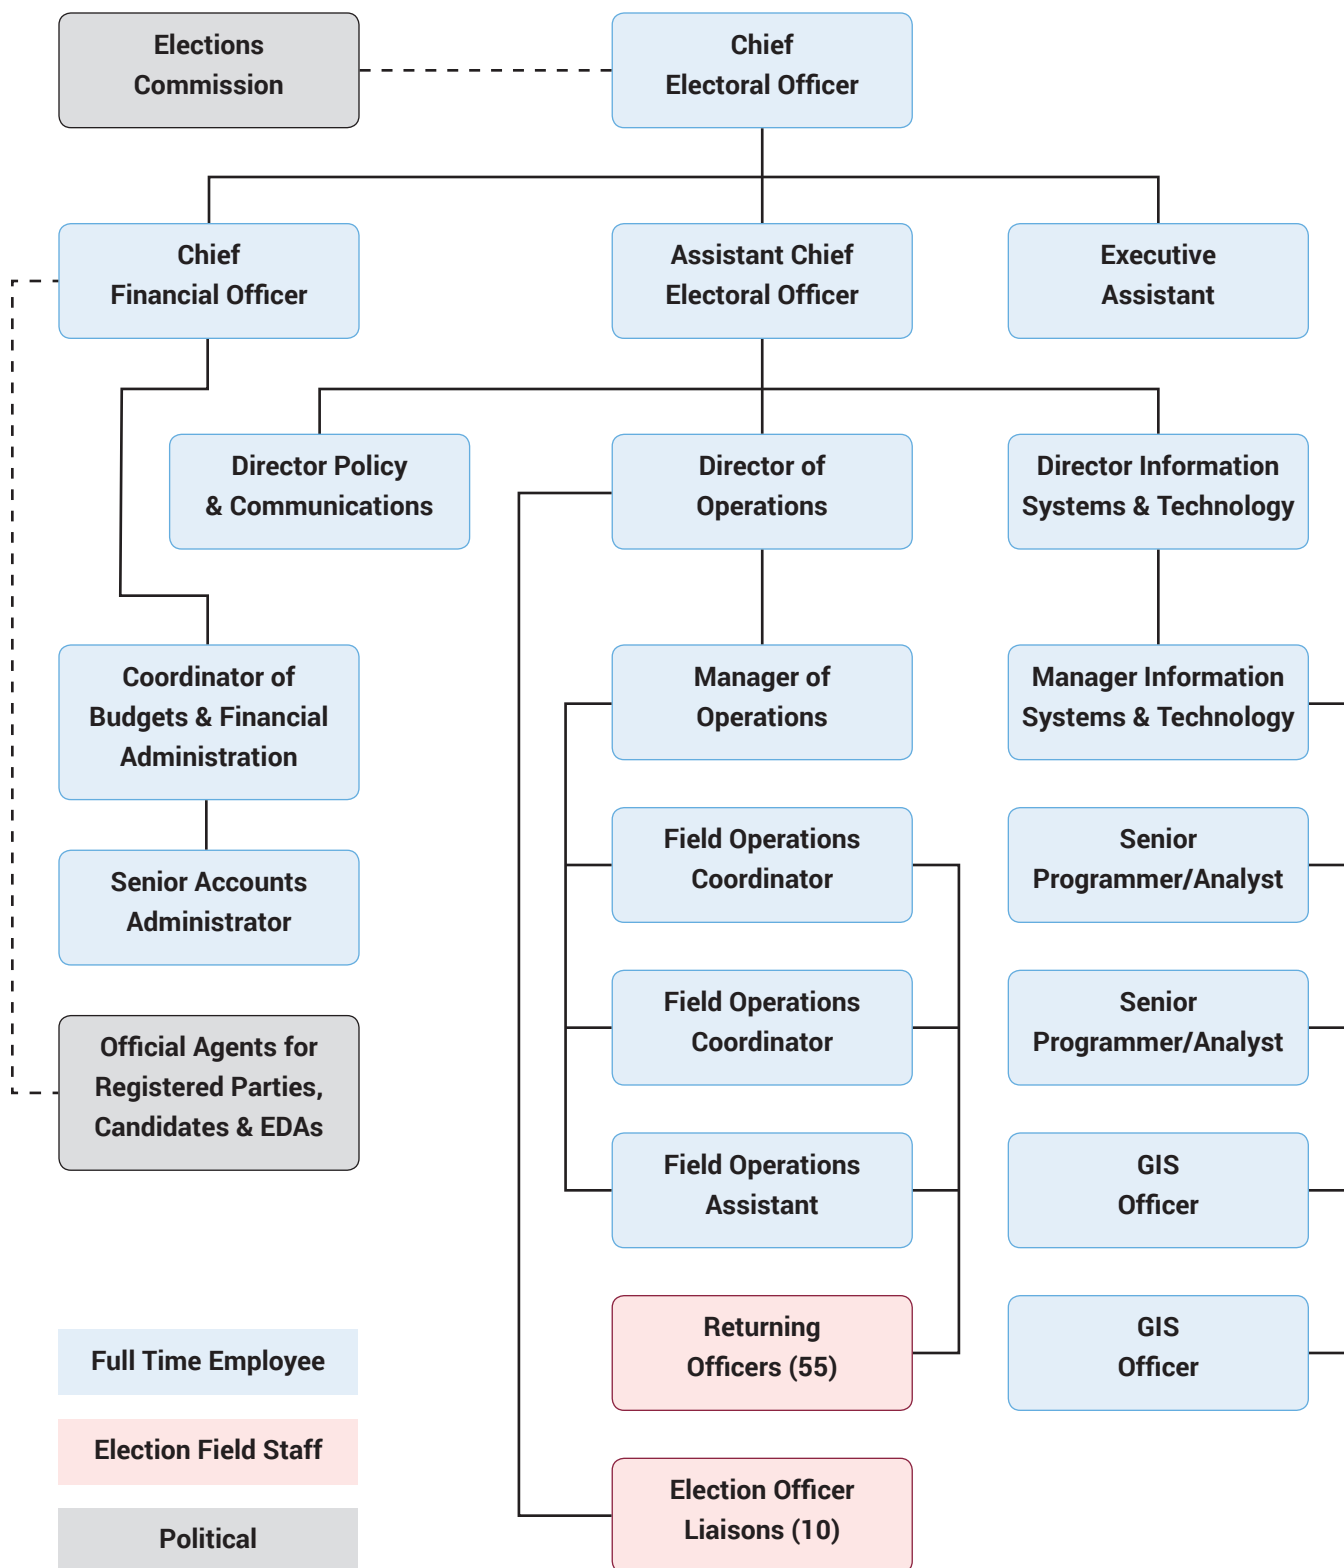 Elections
Commission
Chief
Electoral Officer
Chief
Financial Officer
Assistant Chief
Electoral Officer
Executive
Assistant
Director Policy
& Communications
Director of
Operations
Director Information
Systems & Technology
Coordinator of
Budgets & Financial
Administration
Manager of
Operations
Manager Information
Systems & Technology
Senior Accounts
Administrator
Field Operations
Coordinator
Senior
Programmer/Analyst
Official Agents for
Registered Parties,
Candidates & EDAs
Field Operations
Coordinator
Senior
Programmer/Analyst
Field Operations
Assistant
GIS
Officer
Returning
Officers (55)
GIS
Officer
Election Officer
Liaisons (10)
Full Time Employee
Election Field Staff
Political